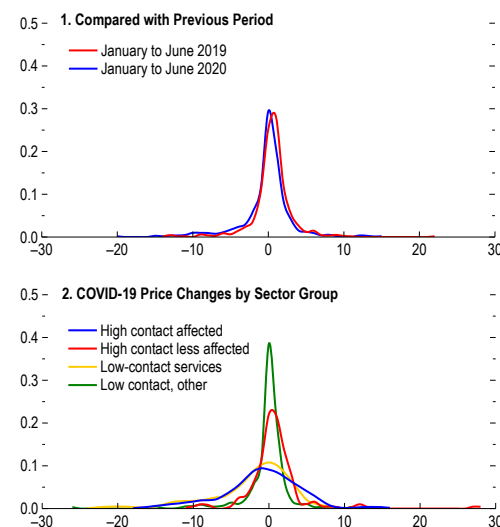 1. Compared with Previous Period
0.5
January to June 2019
0.4
January to June 2020
0.3
0.2
0.1
0.0
–30 –20 –10 0 10 20 30
2. COVID-19 Price Changes by Sector Group
0.5
High contact affected
0.4
High contact less affected
Low-contact services
0.3
Low contact, other
0.2
0.1
0.0
–30 –20 –10 0 10 20 30